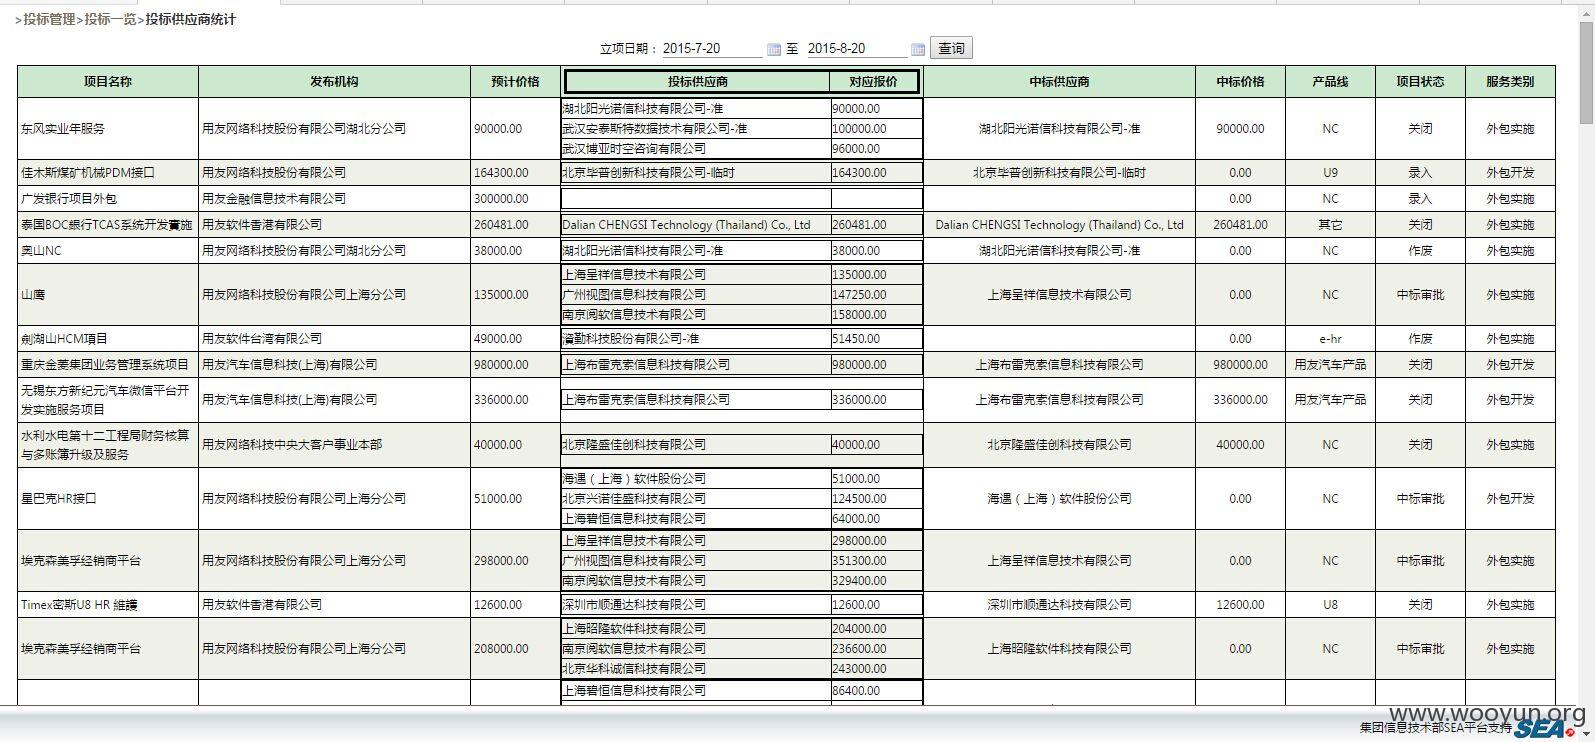 >投标管理>投标一览>投标供应商统计
立项日期： 2015-7-20 至 2015-8-20 查询
项目名称 发布机构 预计价格 投标供应商 对应报价 中标供应商 中标价格 产品线 项目状态 服务类别
东风实业年服务 用友网络科技股份有限公司湖北分公司 90000.00 湖北阳光诺信科技有限公司-准 90000.00 湖北阳光诺信科技有限公司-准 90000.00 NC 关闭 外包实施
武汉安泰斯特数据技术有限公司-准 100000.00
武汉博亚时空咨询有限公司 96000.00
佳木斯煤矿机械PDM接口 用友网络科技股份有限公司 164300.00 北京毕普创新科技有限公司-临时 164300.00 北京毕普创新科技有限公司-临时 0.00 U9 录入 外包开发
广发银行项目外包 用友金融信息技术有限公司 300000.00 0.00 NC 录入 外包实施
泰国BOC銀行TCAS系統开发實施 用友软件香港有限公司 260481.00 Dalian CHENGSI Technology (Thailand) Co., Ltd 260481.00 Dalian CHENGSI Technology (Thailand) Co., Ltd 260481.00 其它 关闭 外包实施
奥山NC 用友网络科技股份有限公司湖北分公司 38000.00 湖北阳光诺信科技有限公司-准 38000.00 湖北阳光诺信科技有限公司-准 0.00 NC 作废 外包实施
山鹰 用友网络科技股份有限公司上海分公司 135000.00 上海呈祥信息技术有限公司 135000.00 上海呈祥信息技术有限公司 0.00 NC 中标审批 外包实施
广州视图信息科技有限公司 147250.00
南京阅软信息技术有限公司 158000.00
劍湖山HCM項目 用友软件台湾有限公司 49000.00 資勤科技股份有限公司-准 51450.00 0.00 e-hr 作废 外包实施
重庆金菱集团业务管理系统项目 用友汽车信息科技(上海)有限公司 980000.00 上海布雷克索信息科技有限公司 980000.00 上海布雷克索信息科技有限公司 980000.00 用友汽车产品 关闭 外包开发
无锡东方新纪元汽车微信平台开
发实施服务项目 用友汽车信息科技(上海)有限公司 336000.00 上海布雷克索信息科技有限公司 336000.00 上海布雷克索信息科技有限公司 336000.00 用友汽车产品 关闭 外包开发
水利水电第十二工程局财务核算
与多账簿升级及服务 用友网络科技中央大客户事业本部 40000.00 北京隆盛佳创科技有限公司 40000.00 北京隆盛佳创科技有限公司 40000.00 NC 关闭 外包实施
星巴克HR接口 用友网络科技股份有限公司上海分公司 51000.00 海遇（上海）软件股份公司 51000.00 海遇（上海）软件股份公司 0.00 NC 中标审批 外包开发
北京兴诺佳盛科技有限公司 124500.00
上海碧恒信息科技有限公司 64000.00
埃克森美孚经销商平台 用友网络科技股份有限公司上海分公司 298000.00 上海呈祥信息技术有限公司 298000.00 上海呈祥信息技术有限公司 0.00 NC 中标审批 外包实施
广州视图信息科技有限公司 351300.00
南京阅软信息技术有限公司 329400.00
Timex密斯U8 HR 維護 用友软件香港有限公司 12600.00 深圳市顺通达科技有限公司 12600.00 深圳市顺通达科技有限公司 12600.00 U8 关闭 外包实施
埃克森美孚经销商平台 用友网络科技股份有限公司上海分公司 208000.00 上海昭隆软件科技有限公司 204000.00 上海昭隆软件科技有限公司 0.00 NC 中标审批 外包实施
南京阅软信息技术有限公司 236600.00
北京华科诚信科技有限公司 243000.00
上海碧恒信息科技有限公司 86400.00
www.wooyun.org
集团信息技术部SEA平台支持 SEA